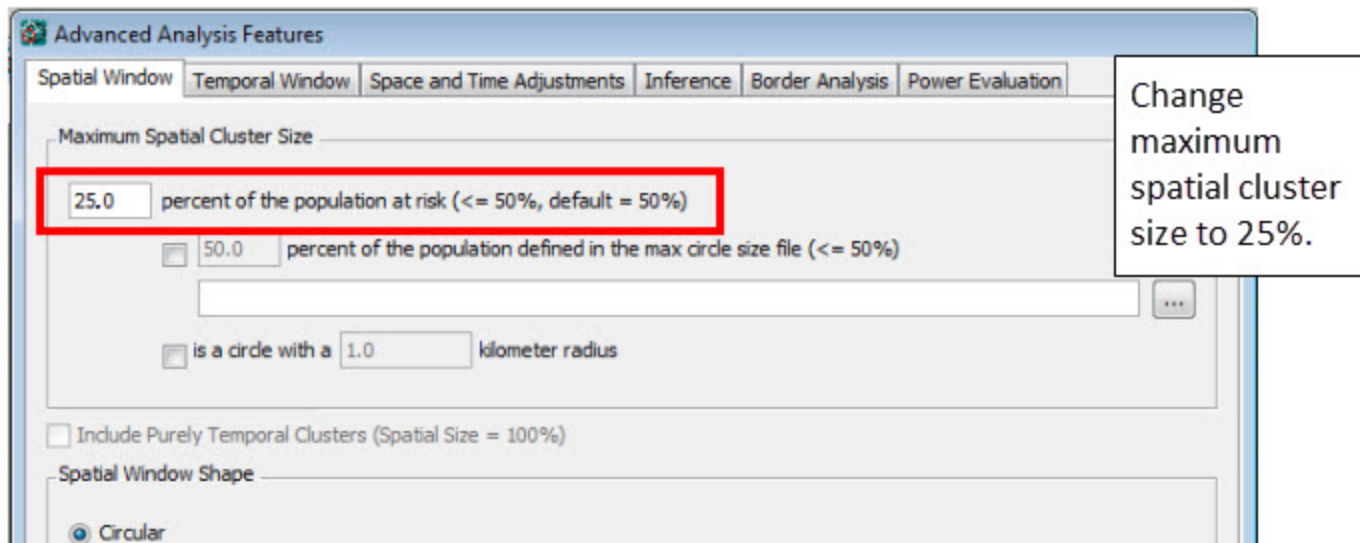 Advanced Analysis Features
Spatial Window Temporal Window Space and Time Adjustments Inference Border Analysis Power Evaluation
Change
maximum
spatial cluster
size to 25%.
Maximum Spatial Cluster Size
25.0 percent of the population at risk (<= 50%, default = 50%)
50.0 percent of the population defined in the max circle size file (<= 50%)
...
is a circle with a 1.0 kilometer radius
Include Purely Temporal Clusters (Spatial Size = 100%)
Spatial Window Shape
Circular